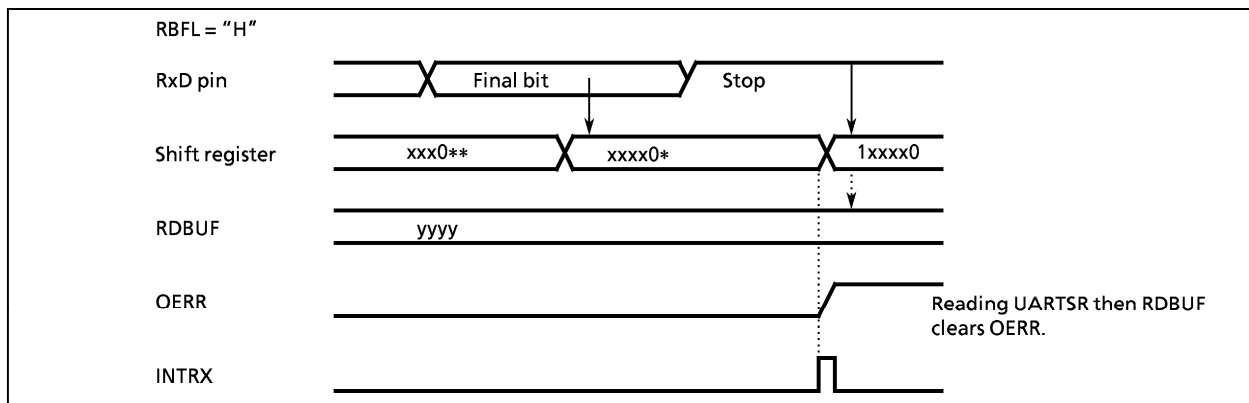 RBFL = "H"
RxD pin Final bit Stop
Shift register xxx0** xxxx0* 1xxxx0
RDBUF yyyy
OERR
Reading UARTSR then RDBUF
clears OERR.
INTRX